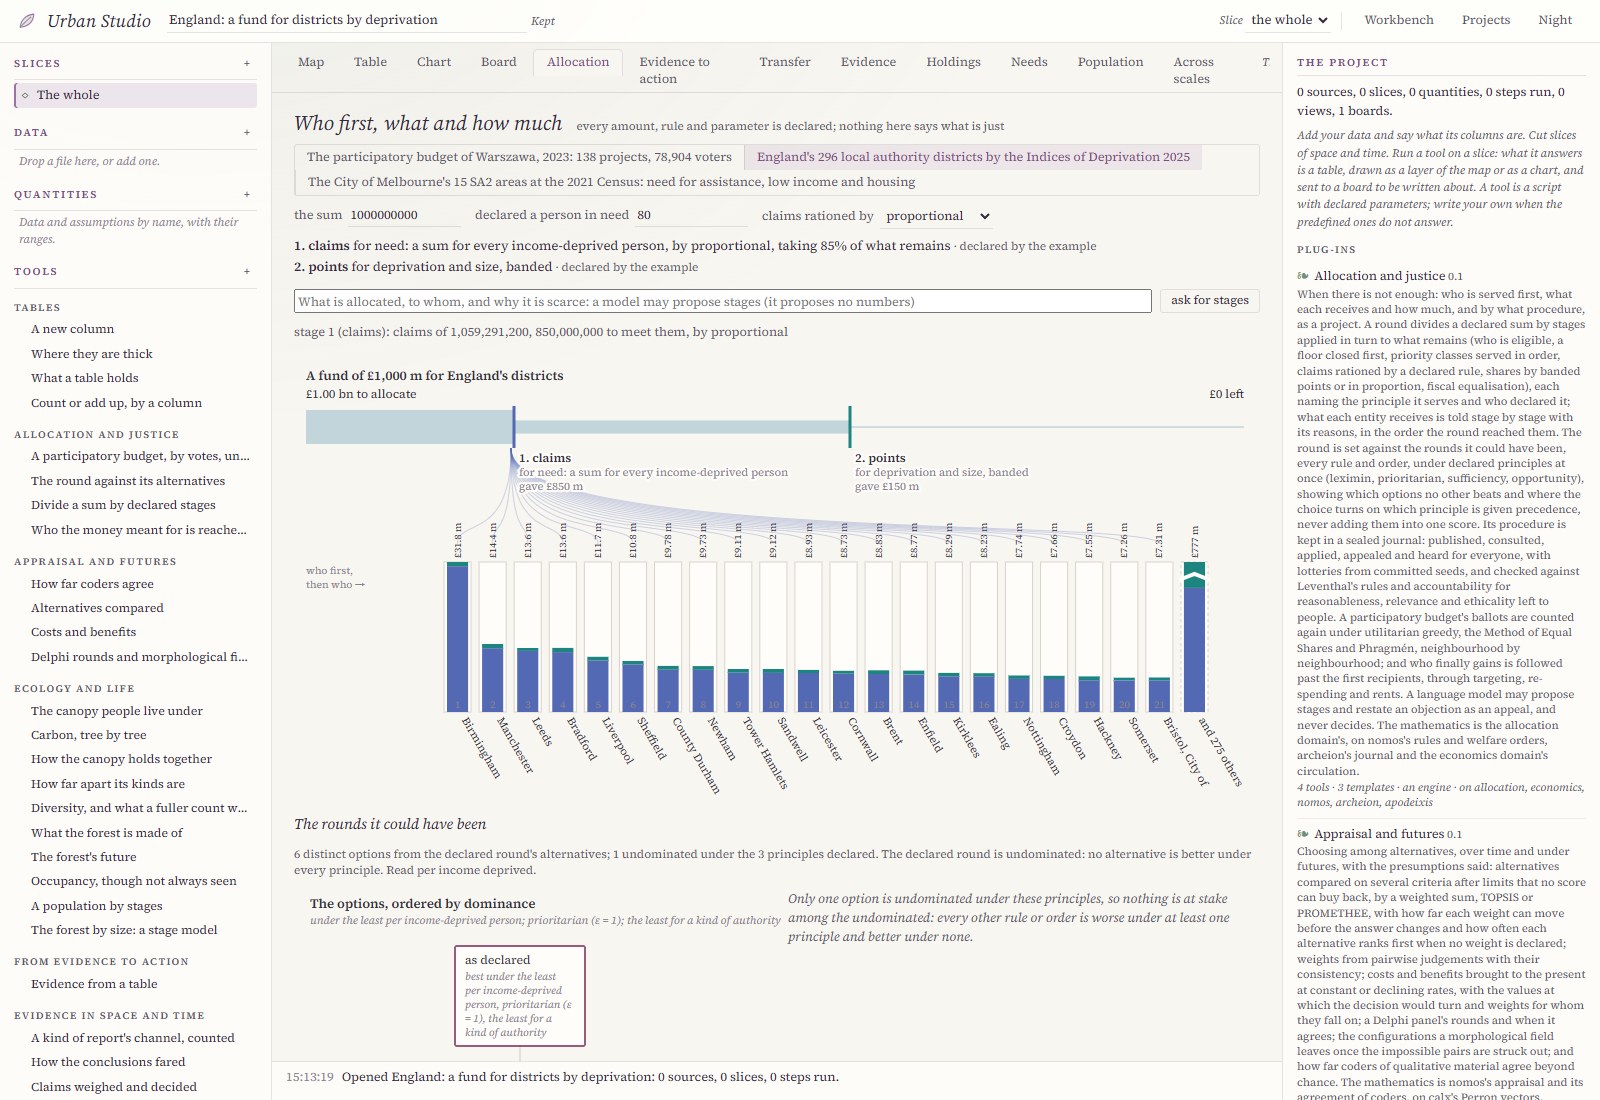 Urban Studio
England: a fund for districts by deprivation
Kept
Slice the whole
Workbench
Projects
Night
SLICES +
The whole
DATA +
Drop a file here, or add one.
QUANTITIES +
Data and assumptions by name, with their
ranges.
TOOLS +
TABLES
A new column
Where they are thick
What a table holds
Count or add up, by a column
ALLOCATION AND JUSTICE
A participatory budget, by votes, un...
The round against its alternatives
Divide a sum by declared stages
Who the money meant for is reache...
APPRAISAL AND FUTURES
How far coders agree
Alternatives compared
Costs and benefits
Delphi rounds and morphological fi...
ECOLOGY AND LIFE
The canopy people live under
Carbon, tree by tree
How the canopy holds together
How far apart its kinds are
Diversity, and what a fuller count w...
What the forest is made of
The forest's future
Occupancy, though not always seen
A population by stages
The forest by size: a stage model
FROM EVIDENCE TO ACTION
Evidence from a table
EVIDENCE IN SPACE AND TIME
A kind of report's channel, counted
How the conclusions fared
Claims weighed and decided
Map
Table
Chart
Board
Allocation
Evidence to
action
Transfer
Evidence
Holdings
Needs
Population
Across
scales
T
Who first, what and how much
every amount, rule and parameter is declared; nothing here says what is just
The participatory budget of Warszawa, 2023: 138 projects, 78,904 voters
England's 296 local authority districts by the Indices of Deprivation 2025
The City of Melbourne's 15 SA2 areas at the 2021 Census: need for assistance, low income and housing
the sum 1000000000 declared a person in need 80 claims rationed by proportional
1. claims for need: a sum for every income-deprived person, by proportional, taking 85% of what remains · declared by the example
2. points for deprivation and size, banded · declared by the example
What is allocated, to whom, and why it is scarce: a model may propose stages (it proposes no numbers)
ask for stages
stage 1 (claims): claims of 1,059,291,200, 850,000,000 to meet them, by proportional
A fund of £1,000 m for England's districts
£1.00 bn to allocate
£0 left
1. claims
for need: a sum for every income-deprived person
gave £850 m
2. points
for deprivation and size, banded
gave £150 m
who first,
then who →
£31.8 m
£14.4 m
£13.6 m
£13.6 m
£11.7 m
£10.8 m
£9.78 m
£9.73 m
£9.11 m
£9.12 m
£8.93 m
£8.73 m
£8.83 m
£8.77 m
£8.29 m
£8.23 m
£7.74 m
£7.66 m
£7.55 m
£7.26 m
£7.31 m
£777 m
1 2 3 4 5 6 7 8 9 10 11 12 13 14 15 16 17 18 19 20 21
Birmingham
Manchester
Leeds
Bradford
Liverpool
Sheffield
County Durham
Newham
Tower Hamlets
Sandwell
Leicester
Cornwall
Brent
Enfield
Kirklees
Ealing
Nottingham
Croydon
Hackney
Somerset
Bristol, City of
and 275 others
The rounds it could have been
6 distinct options from the declared round's alternatives; 1 undominated under the 3 principles declared. The declared round is undominated: no alternative is better under
every principle. Read per income deprived.
The options, ordered by dominance
under the least per income-deprived person; prioritarian (ε = 1); the least for a kind of authority
as declared
best under the least
per income-deprived
person, prioritarian (ε
= 1), the least for a
kind of authority
Only one option is undominated under these principles, so nothing is at stake
among the undominated: every other rule or order is worse under at least one
principle and better under none.
15:13:19 Opened England: a fund for districts by deprivation: 0 sources, 0 slices, 0 steps run.
THE PROJECT
0 sources, 0 slices, 0 quantities, 0 steps run, 0
views, 1 boards.
Add your data and say what its columns are. Cut slices
of space and time. Run a tool on a slice: what it answers
is a table, drawn as a layer of the map or as a chart, and
sent to a board to be written about. A tool is a script
with declared parameters; write your own when the
predefined ones do not answer.
PLUG-INS
Allocation and justice 0.1
When there is not enough: who is served first, what
each receives and how much, and by what procedure,
as a project. A round divides a declared sum by stages
applied in turn to what remains (who is eligible, a
floor closed first, priority classes served in order,
claims rationed by a declared rule, shares by banded
points or in proportion, fiscal equalisation), each
naming the principle it serves and who declared it;
what each entity receives is told stage by stage with
its reasons, in the order the round reached them. The
round is set against the rounds it could have been,
every rule and order, under declared principles at
once (leximin, prioritarian, sufficiency, opportunity),
showing which options no other beats and where the
choice turns on which principle is given precedence,
never adding them into one score. Its procedure is
kept in a sealed journal: published, consulted,
applied, appealed and heard for everyone, with
lotteries from committed seeds, and checked against
Leventhal's rules and accountability for
reasonableness, relevance and ethicality left to
people. A participatory budget's ballots are counted
again under utilitarian greedy, the Method of Equal
Shares and Phragmén, neighbourhood by
neighbourhood; and who finally gains is followed
past the first recipients, through targeting, re-
spending and rents. A language model may propose
stages and restate an objection as an appeal, and
never decides. The mathematics is the allocation
domain's, on nomos's rules and welfare orders,
archeion's journal and the economics domain's
circulation.
4 tools · 3 templates · an engine · on allocation, economics,
nomos, archeion, apodeixis
Appraisal and futures 0.1
Choosing among alternatives, over time and under
futures, with the presumptions said: alternatives
compared on several criteria after limits that no score
can buy back, by a weighted sum, TOPSIS or
PROMETHEE, with how far each weight can move
before the answer changes and how often each
alternative ranks first when no weight is declared;
weights from pairwise judgements with their
consistency; costs and benefits brought to the present
at constant or declining rates, with the values at
which the decision would turn and weights for whom
they fall on; a Delphi panel's rounds and when it
agrees; the configurations a morphological field
leaves once the impossible pairs are struck out; and
how far coders of qualitative material agree beyond
chance. The mathematics is nomos's appraisal and its
agreement of coders, on calx's Perron vectors.